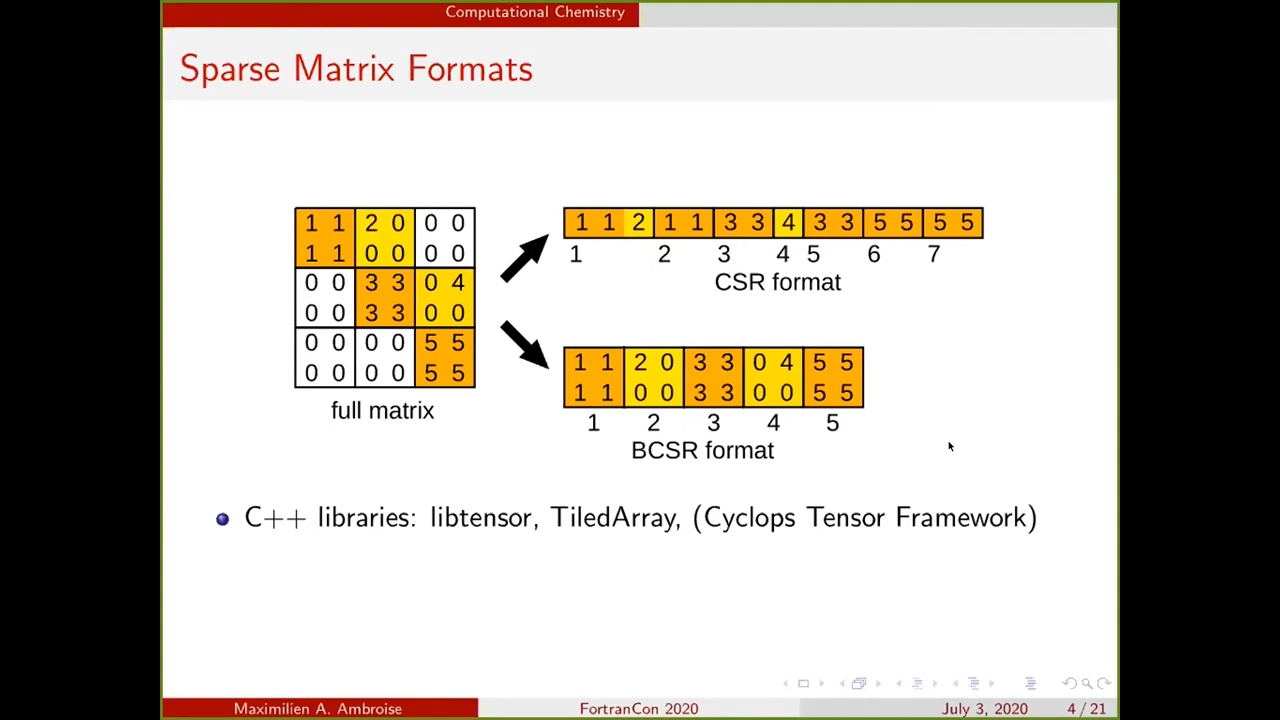 Computational Chemistry
Sparse Matrix Formats
1 1 2 0 0 0
1 1 0 0 0 0
0 0 3 3 0 4
0 0 3 3 0 0
0 0 0 0 5 5
0 0 0 0 5 5
full matrix
1 1 2 1 1 3 3 4 3 3 5 5 5 5
1 2 3 4 5 6 7
CSR format
1 1 2 0 3 3 0 4 5 5
1 1 0 0 3 3 0 0 5 5
1 2 3 4 5
BCSR format
C++ libraries: libtensor, TiledArray, (Cyclops Tensor Framework)
Maximilien A. Ambroise FortranCon 2020 July 3, 2020 4 / 21